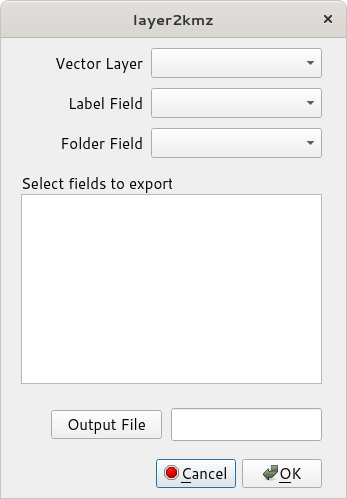 layer2kmz
Vector Layer
Label Field
Folder Field
Select fields to export
Output File
Cancel
OK